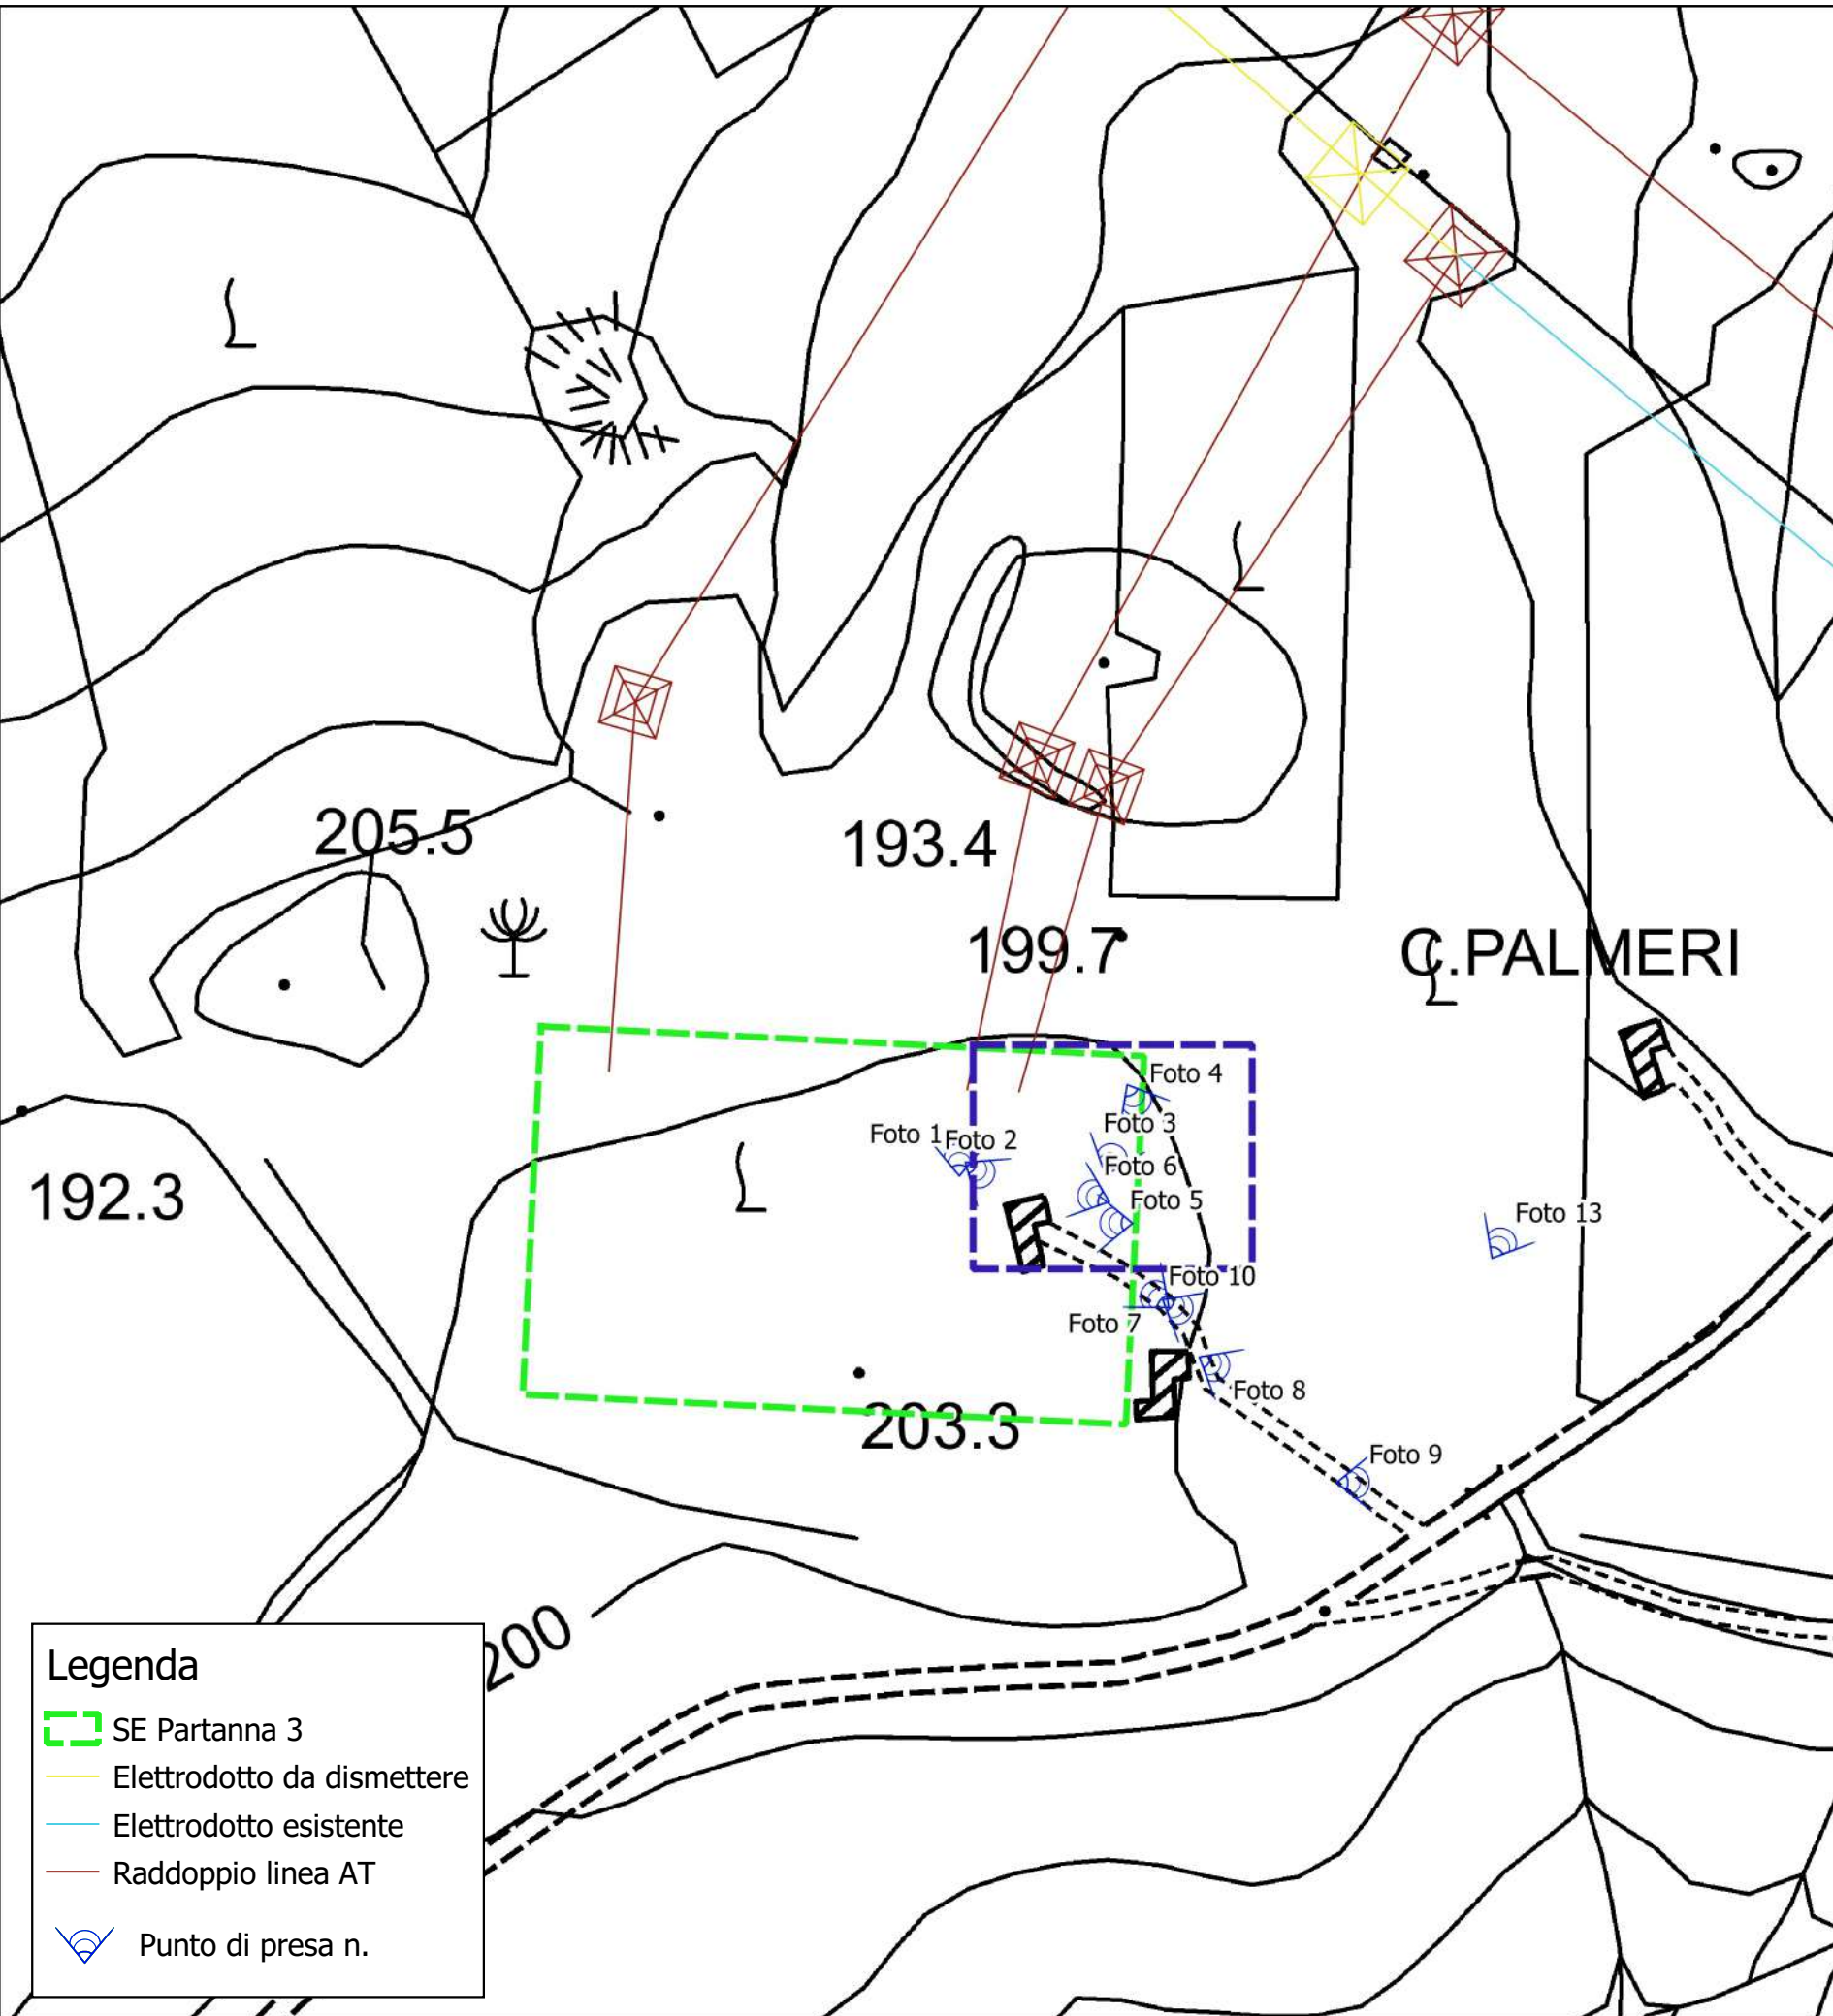 205.5
193.4
199.7
C.PALMERI
Foto 4
Foto 3
Foto 1
Foto 2
Foto 6
192.3
Foto 5
Foto 13
Foto 10
Foto 7
Foto 8
203.3
Foto 9
200
Legenda
SE Partanna 3
Elettrodotto da dismettere
Elettrodotto esistente
Raddoppio linea AT
Punto di presa n.